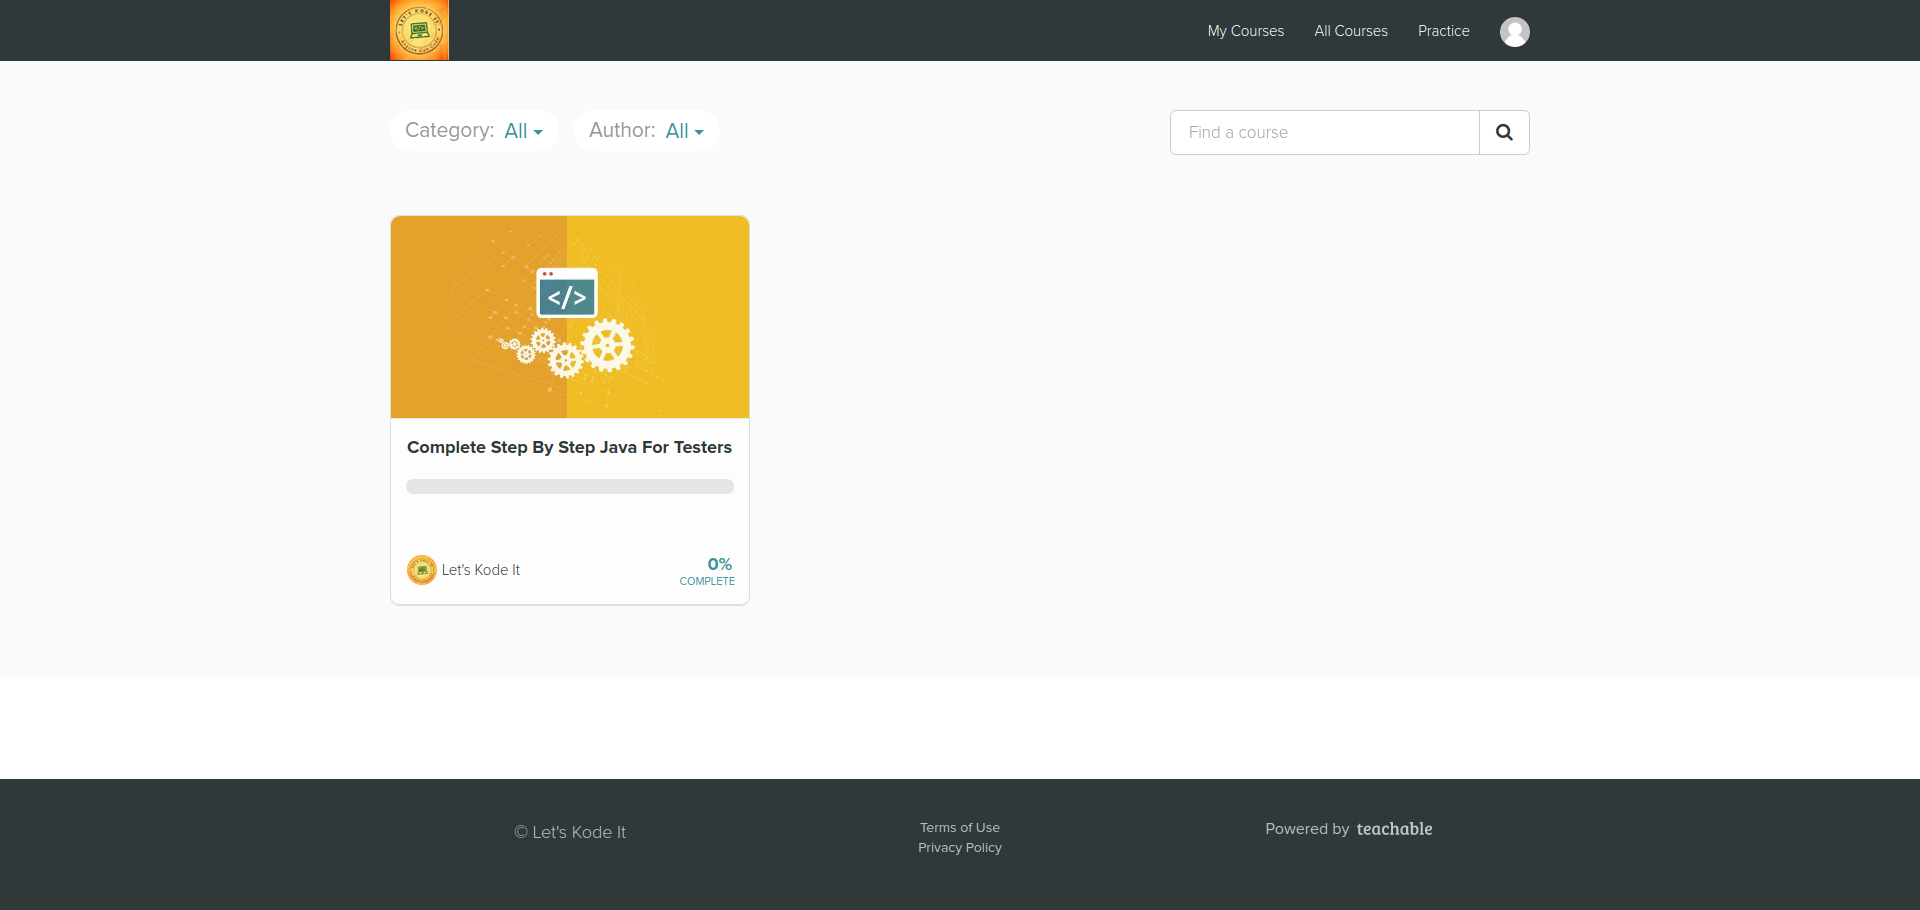 My Courses
All Courses
Practice
Category: All
Author: All
Find a course
</>
Complete Step By Step Java For Testers
Let's Kode It
0%
COMPLETE
© Let's Kode It
Terms of Use
Privacy Policy
Powered by teachable